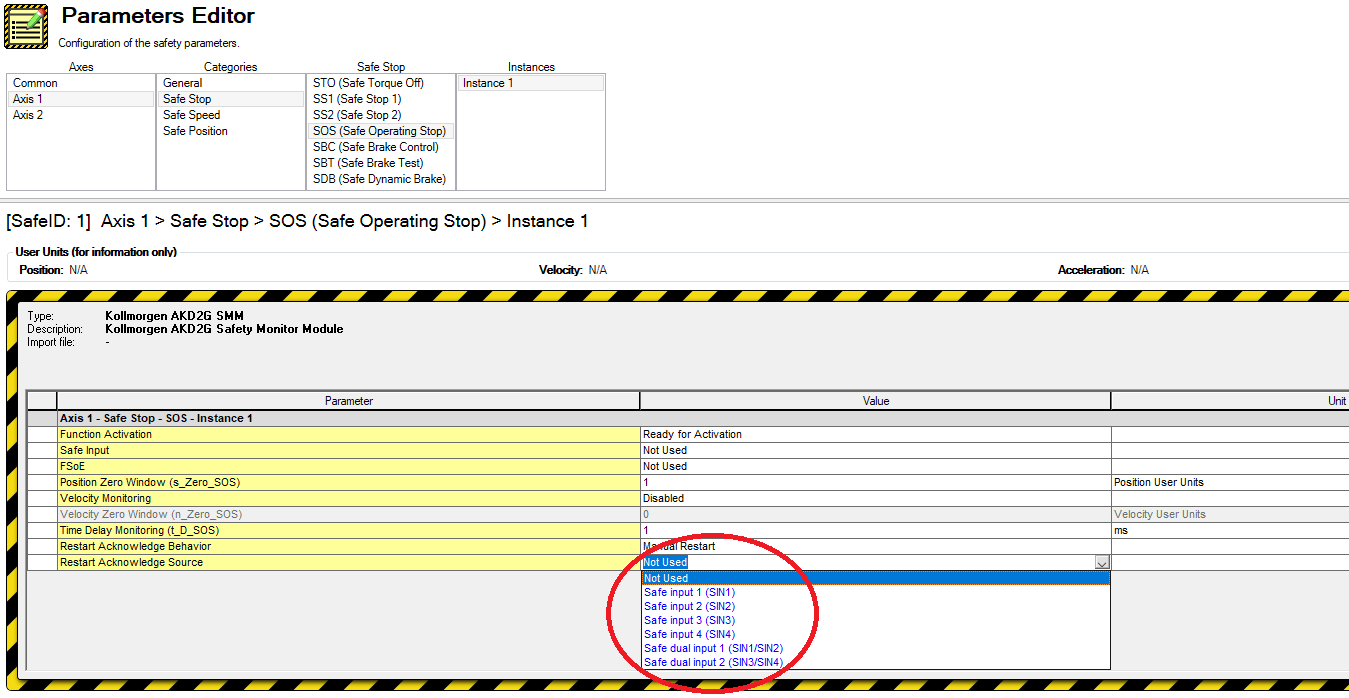 Parameters Editor
Configuration of the safety parameters.
Axes Categories Safe Stop Instances
Common General STO (Safe Torque Off) Instance 1
Axis 1 Safe Stop SS1 (Safe Stop 1)
Axis 2 Safe Speed SS2 (Safe Stop 2)
Safe Position SOS (Safe Operating Stop)
SBC (Safe Brake Control)
SBT (Safe Brake Test)
SDB (Safe Dynamic Brake)
[SafeID: 1] Axis 1 > Safe Stop > SOS (Safe Operating Stop) > Instance 1
User Units (for information only)
Position: N/A Velocity: N/A Acceleration: N/A
Type: Kollmorgen AKD2G SMM
Description: Kollmorgen AKD2G Safety Monitor Module
Import file: -
Parameter Value Unit
Axis 1 - Safe Stop - SOS - Instance 1
Function Activation Ready for Activation
Safe Input Not Used
FSoE Not Used
Position Zero Window (s_Zero_SOS) 1 Position User Units
Velocity Monitoring Disabled
Velocity Zero Window (n_Zero_SOS) 0 Velocity User Units
Time Delay Monitoring (t_D_SOS) 1 ms
Restart Acknowledge Behavior Manual Restart
Restart Acknowledge Source Not Used
Not Used
Safe input 1 (SIN1)
Safe input 2 (SIN2)
Safe input 3 (SIN3)
Safe input 4 (SIN4)
Safe dual input 1 (SIN1/SIN2)
Safe dual input 2 (SIN3/SIN4)